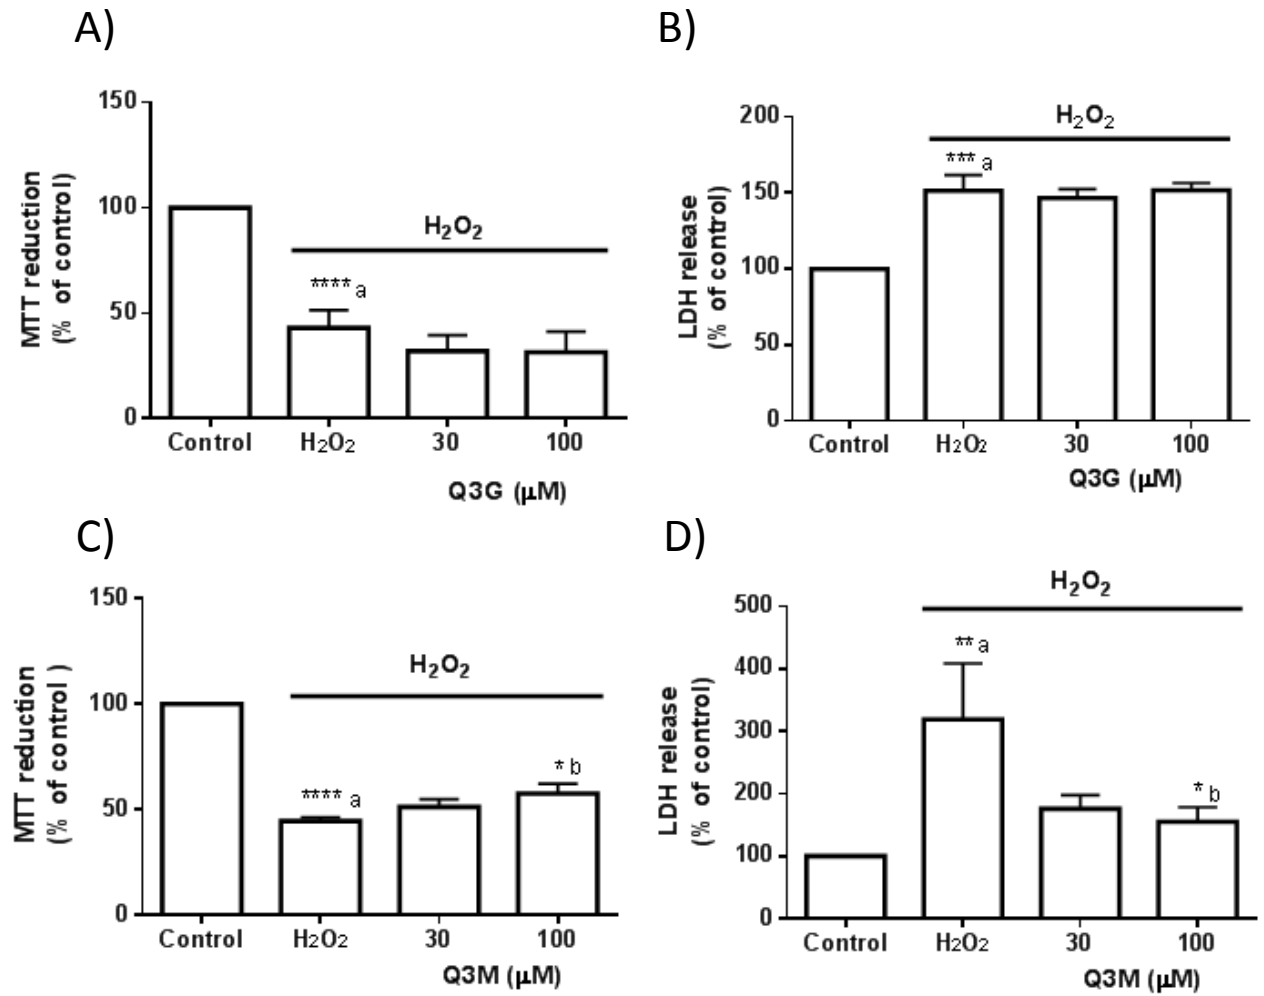 A)
MTT reduction
(% of control)
150
100
50
0
H₂O₂
**** a
Control
H₂O₂
30
100
Q3G (µM)
B)
LDH release
(% of control)
200
150
100
50
0
H₂O₂
*** a
Control
H₂O₂
30
100
Q3G (µM)
C)
MTT reduction
(% of control )
150
100
50
0
H₂O₂
**** a
* b
Control
H₂O₂
30
100
Q3M (µM)
D)
LDH release
(% of control)
500
400
300
200
100
0
H₂O₂
** a
* b
Control
H₂O₂
30
100
Q3M (µM)